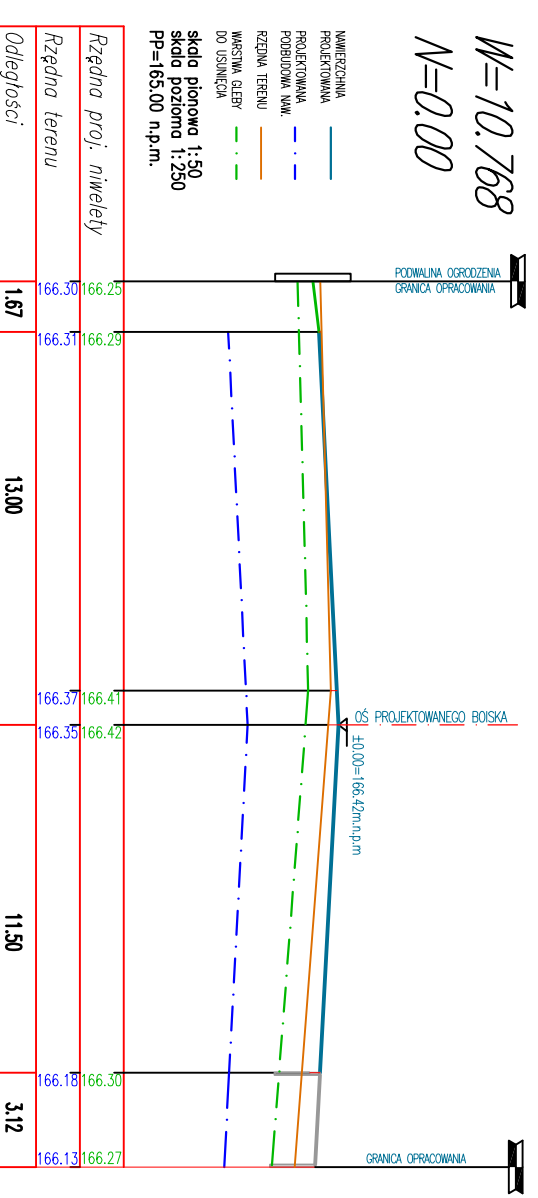 W=10.768
N=0.00
NAWIERZCHNIA
PROJEKTOWANA
PROJEKTOWANA
PODBUDOWA NAW.
RZĘDNA TERENU
WARSTWA GLEBY
DO USUNIĘCIA
skala pionowa 1:50
skala pozioma 1:250
PP=165.00 n.p.m.
PODWALINA OGRODZENIA
GRANICA OPRACOWANIA
OŚ PROJEKTOWANEGO BOISKA
±0.00=166.42m.n.p.m
GRANICA OPRACOWANIA
Rzędna proj. niwelety
166.25 166.29 166.41 166.42 166.30 166.27
Rzędna terenu
166.30 166.31 166.37 166.35 166.18 166.13
Odległości
1.67 13.00 11.50 3.12